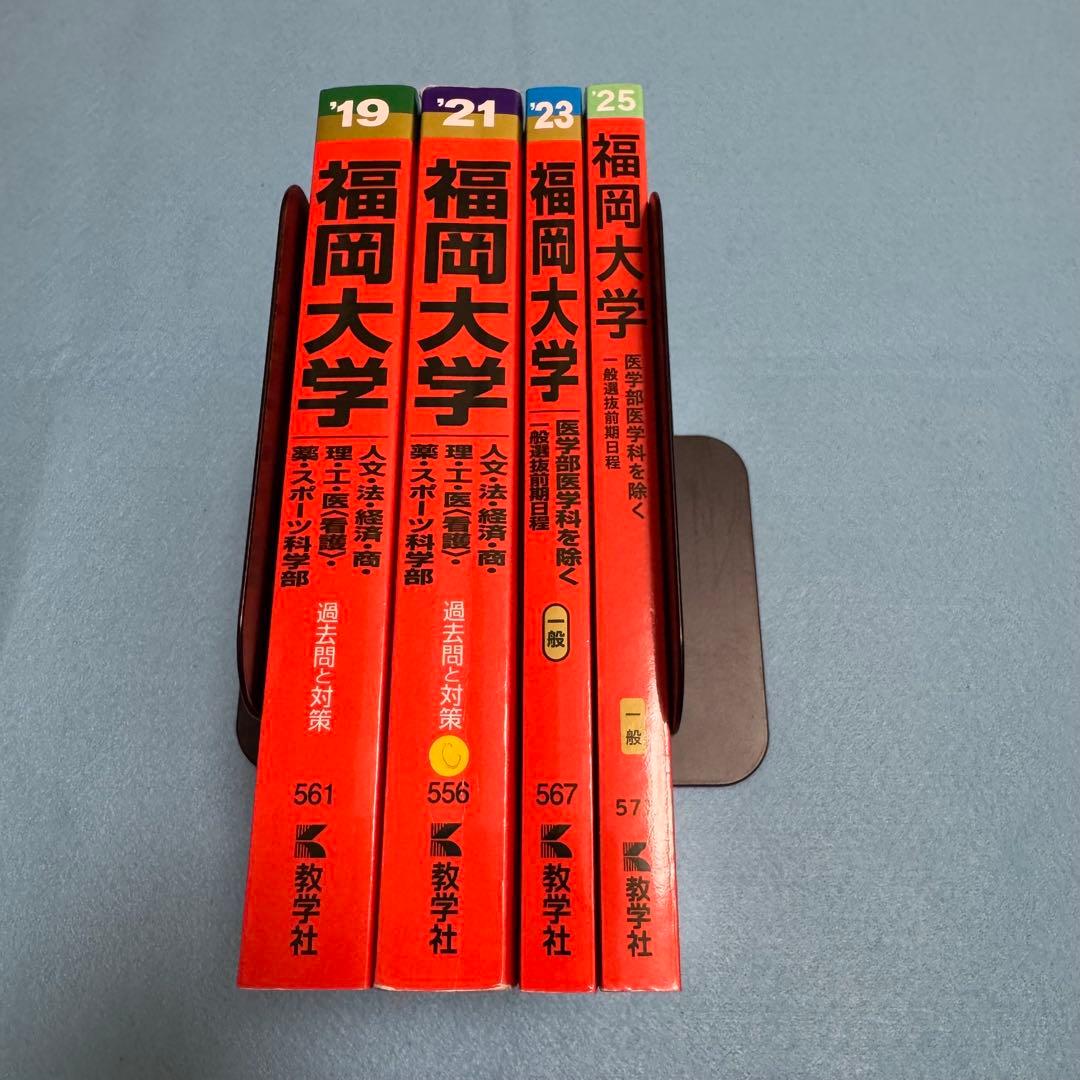 '19
福岡大学
人文・法・経済・商・
理・工・医〈看護〉・
薬・スポーツ科学部
過去問と対策
561
教学社
'21
福岡大学
人文・法・経済・商・
理・工・医〈看護〉・
薬・スポーツ科学部
過去問と対策
C
556
教学社
'23
福岡大学
医学部医学科を除く
一般選抜前期日程
一般
567
教学社
'25
福岡大学
医学部医学科を除く
一般選抜前期日程
一般
57
教学社